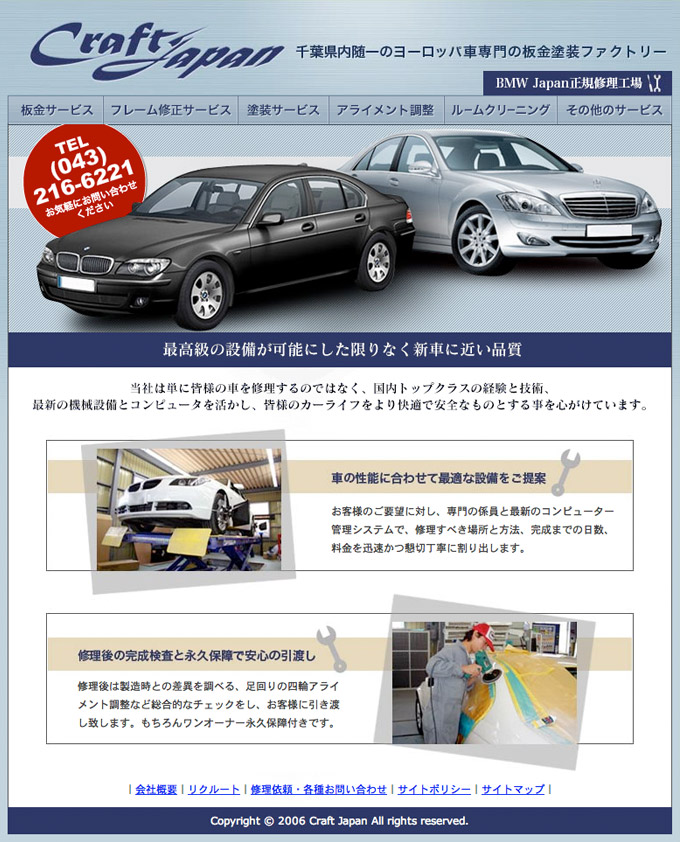 Craft Japan
千葉県内随一のヨーロッパ車専門の板金塗装ファクトリー
BMW Japan正規修理工場
板金サービス
フレーム修正サービス
塗装サービス
アライメント調整
ルームクリーニング
その他のサービス
TEL
(043)
216-6221
お気軽にお問い合わせ
ください
最高級の設備が可能にした限りなく新車に近い品質
当社は単に皆様の車を修理するのではなく、国内トップクラスの経験と技術、
最新の機械設備とコンピュータを活かし、皆様のカーライフをより快適で安全なものとする事を心がけています。
車の性能に合わせて最適な設備をご提案
お客様のご要望に対し、専門の係員と最新のコンピューター
管理システムで、修理すべき場所と方法、完成までの日数、
料金を迅速かつ懇切丁寧に割り出します。
修理後の完成検査と永久保障で安心の引渡し
修理後は製造時との差異を調べる、足回りの四輪アライ
メント調整など総合的なチェックをし、お客様に引き渡
し致します。もちろんワンオーナー永久保障付きです。
| 会社概要 | リクルート | 修理依頼・各種お問い合わせ | サイトポリシー | サイトマップ |
Copyright © 2006 Craft Japan All rights reserved.